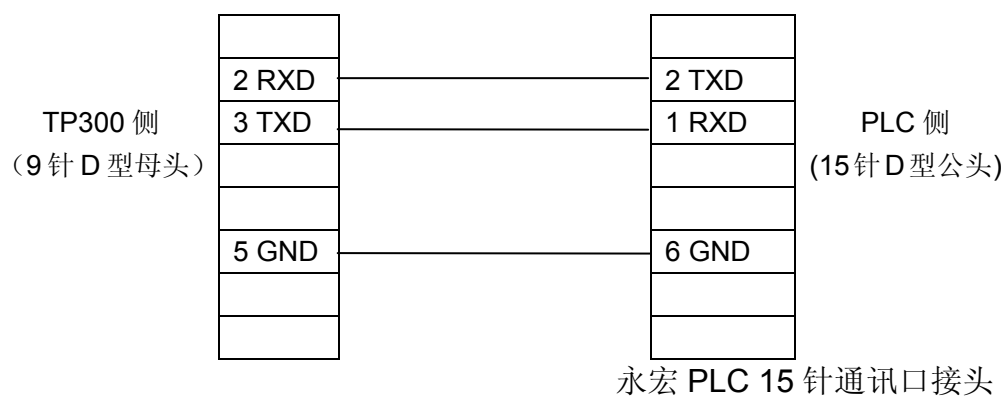 2 RXD 2 TXD
TP300 侧 3 TXD 1 RXD PLC 侧
（9 针 D 型母头） (15 针 D 型公头)
5 GND 6 GND
永宏 PLC 15 针通讯口接头